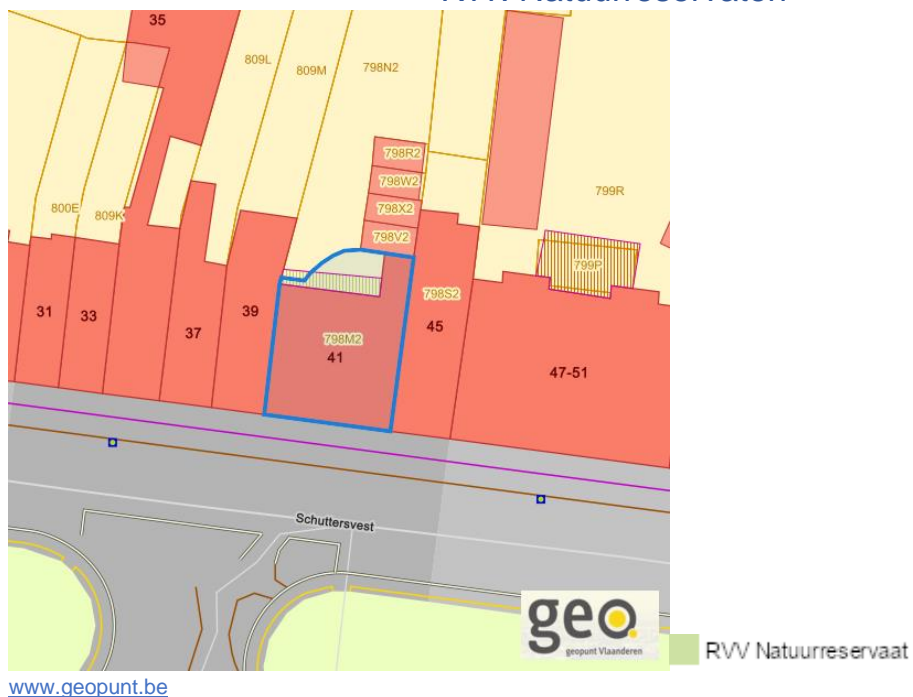 RVV Natuurreservaten
35
809L
809M
798N2
798R2
798W2
798X2
798V2
799R
800E
809K
799P
798S2
31
33
37
39
798M2
41
45
47-51
Schuttersvest
geo.
geopunt Vlaanderen
RVV Natuurreservaat
www.geopunt.be